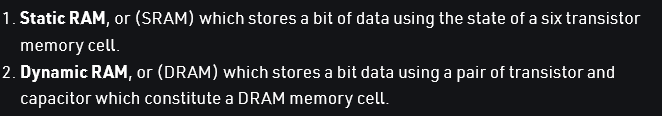 1. Static RAM, or (SRAM) which stores a bit of data using the state of a six transistor
memory cell.
2. Dynamic RAM, or (DRAM) which stores a bit data using a pair of transistor and
capacitor which constitute a DRAM memory cell.